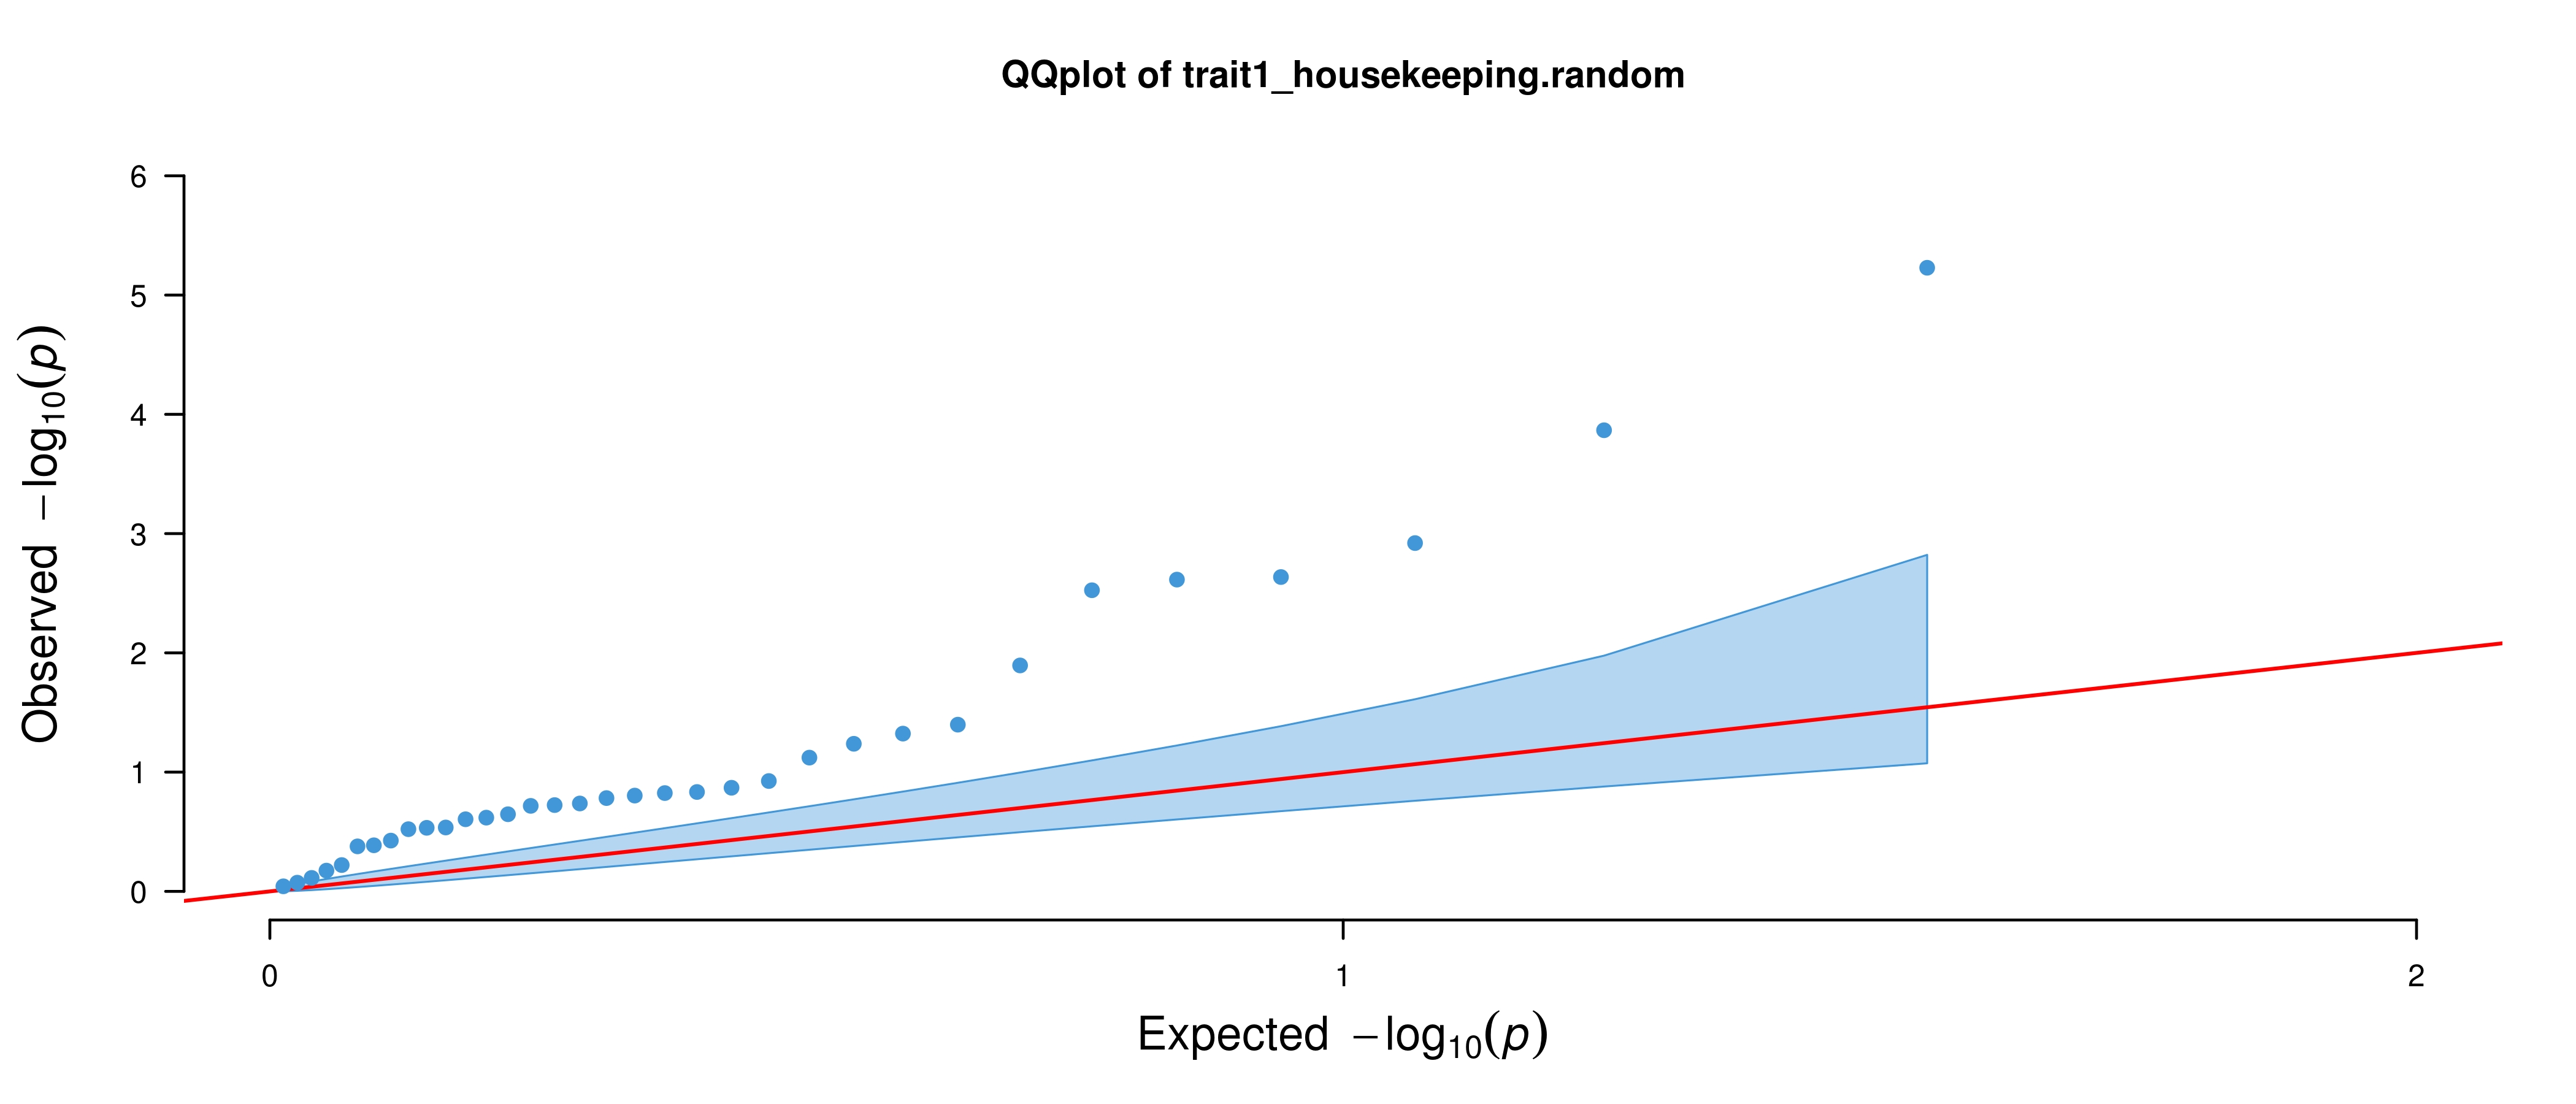 QQplot of trait1_housekeeping.random
6
5
4
3
2
1
0
Observed −log10(p)
0 1 2
Expected −log10(p)